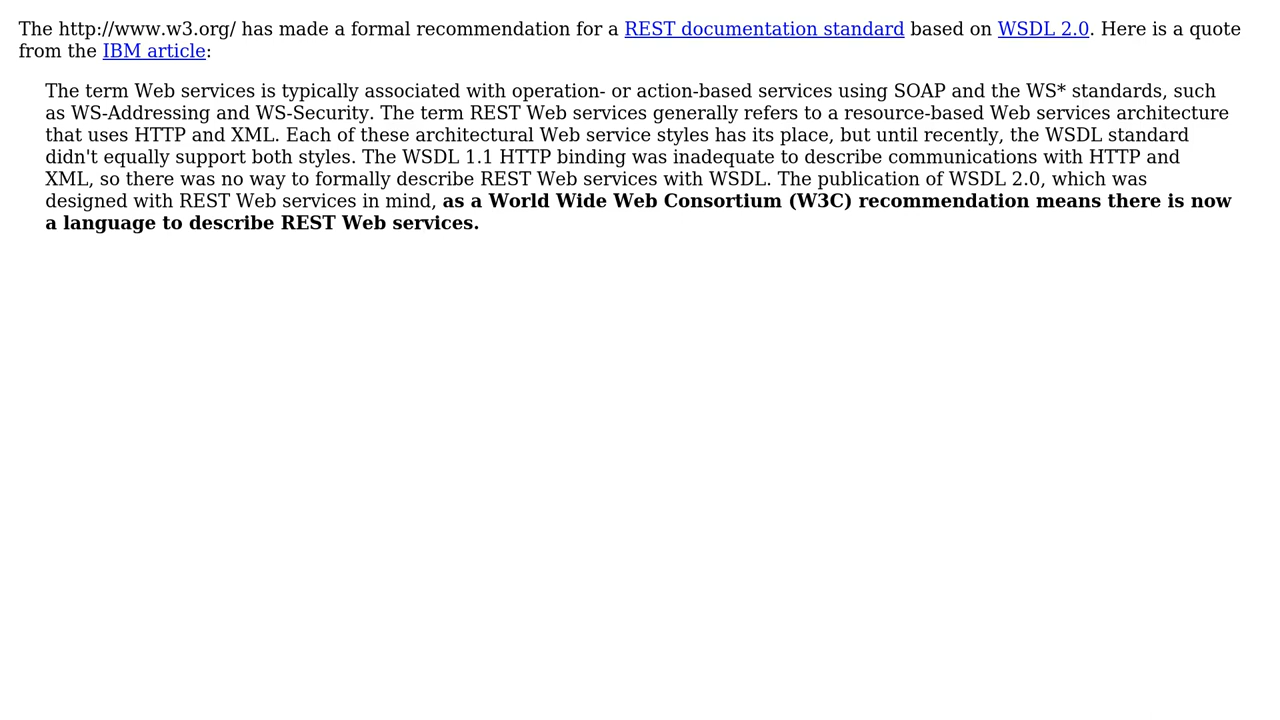 The http://www.w3.org/ has made a formal recommendation for a REST documentation standard based on WSDL 2.0. Here is a quote
from the IBM article:
The term Web services is typically associated with operation- or action-based services using SOAP and the WS* standards, such
as WS-Addressing and WS-Security. The term REST Web services generally refers to a resource-based Web services architecture
that uses HTTP and XML. Each of these architectural Web service styles has its place, but until recently, the WSDL standard
didn't equally support both styles. The WSDL 1.1 HTTP binding was inadequate to describe communications with HTTP and
XML, so there was no way to formally describe REST Web services with WSDL. The publication of WSDL 2.0, which was
designed with REST Web services in mind, as a World Wide Web Consortium (W3C) recommendation means there is now
a language to describe REST Web services.